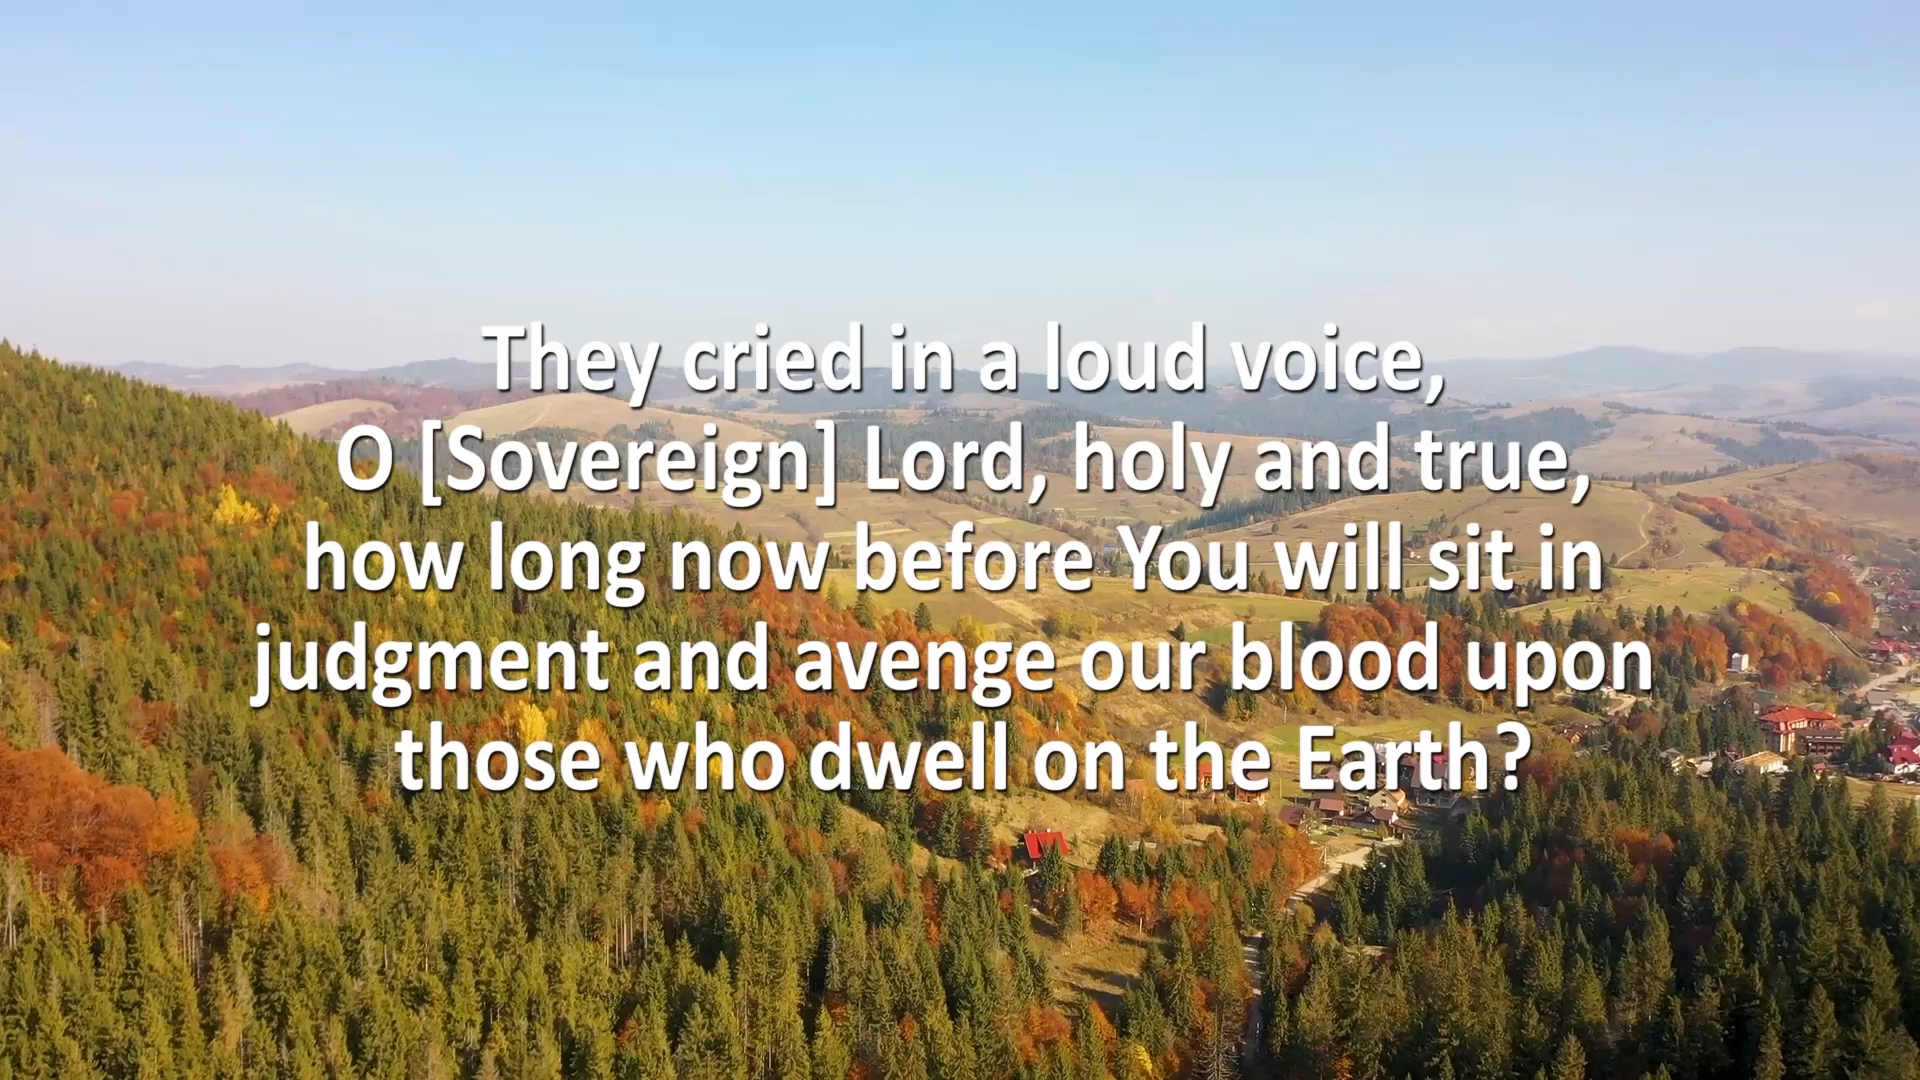 They cried in a loud voice,
O [Sovereign] Lord, holy and true,
how long now before You will sit in
judgment and avenge our blood upon
those who dwell on the Earth?